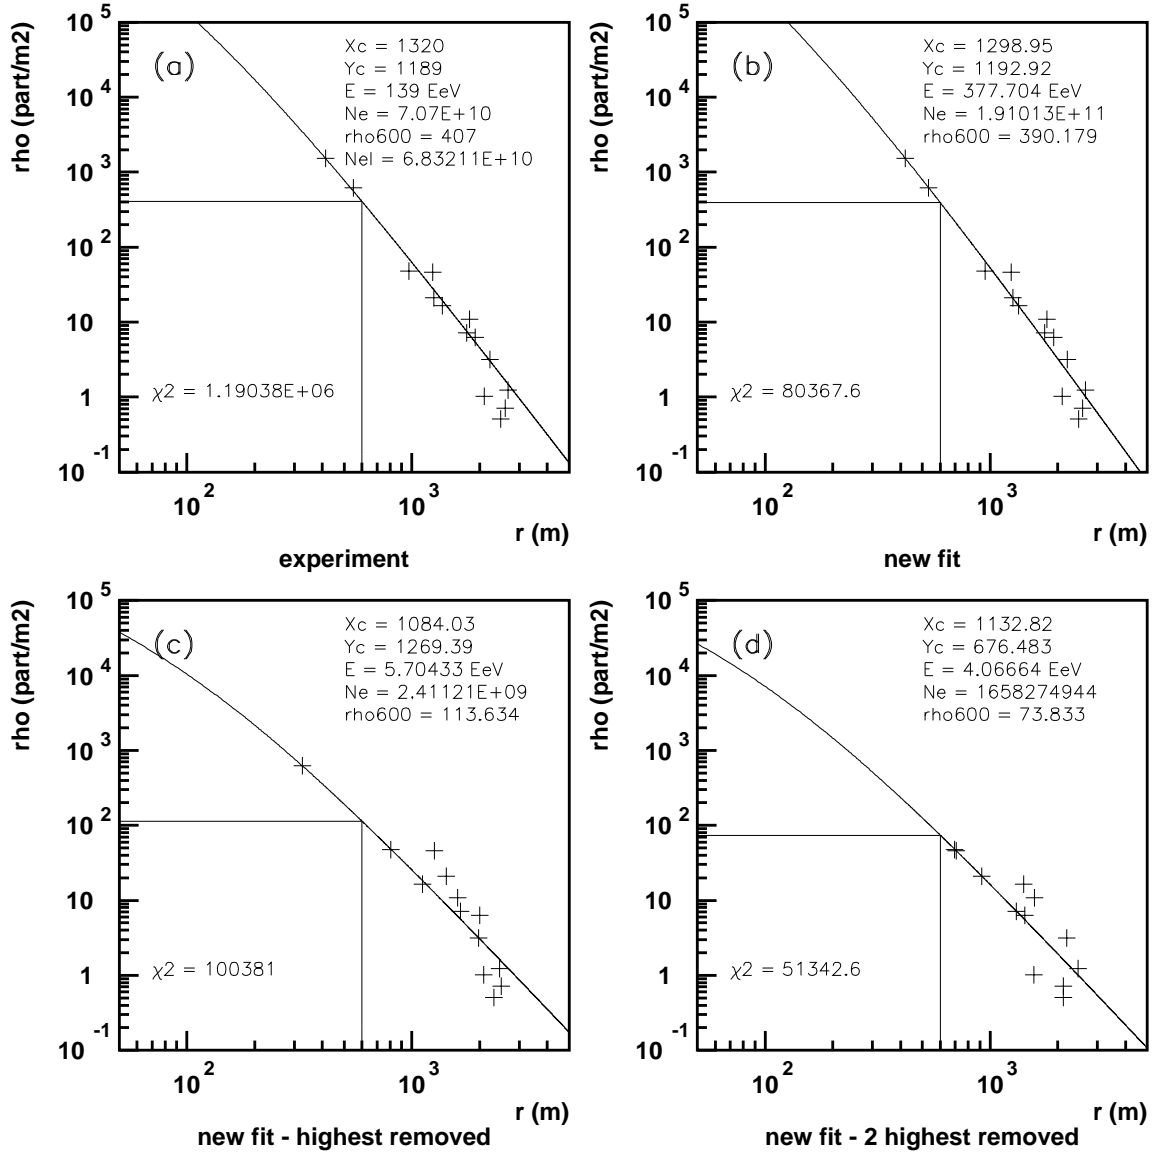 rho (part/m2)
10 5
10 4
10 3
10 2
10
1
10 -1
(a)
Xc = 1320
Yc = 1189
E = 139 EeV
Ne = 7.07E+10
rho600 = 407
Nel = 6.83211E+10
χ2 = 1.19038E+06
10 2
10 3
r (m)
experiment
rho (part/m2)
10 5
10 4
10 3
10 2
10
1
10 -1
(b)
Xc = 1298.95
Yc = 1192.92
E = 377.704 EeV
Ne = 1.91013E+11
rho600 = 390.179
χ2 = 80367.6
10 2
10 3
r (m)
new fit
rho (part/m2)
10 5
10 4
10 3
10 2
10
1
10 -1
(c)
Xc = 1084.03
Yc = 1269.39
E = 5.70433 EeV
Ne = 2.41121E+09
rho600 = 113.634
χ2 = 100381
10 2
10 3
r (m)
new fit - highest removed
rho (part/m2)
10 5
10 4
10 3
10 2
10
1
10 -1
(d)
Xc = 1132.82
Yc = 676.483
E = 4.06664 EeV
Ne = 1658274944
rho600 = 73.833
χ2 = 51342.6
10 2
10 3
r (m)
new fit - 2 highest removed